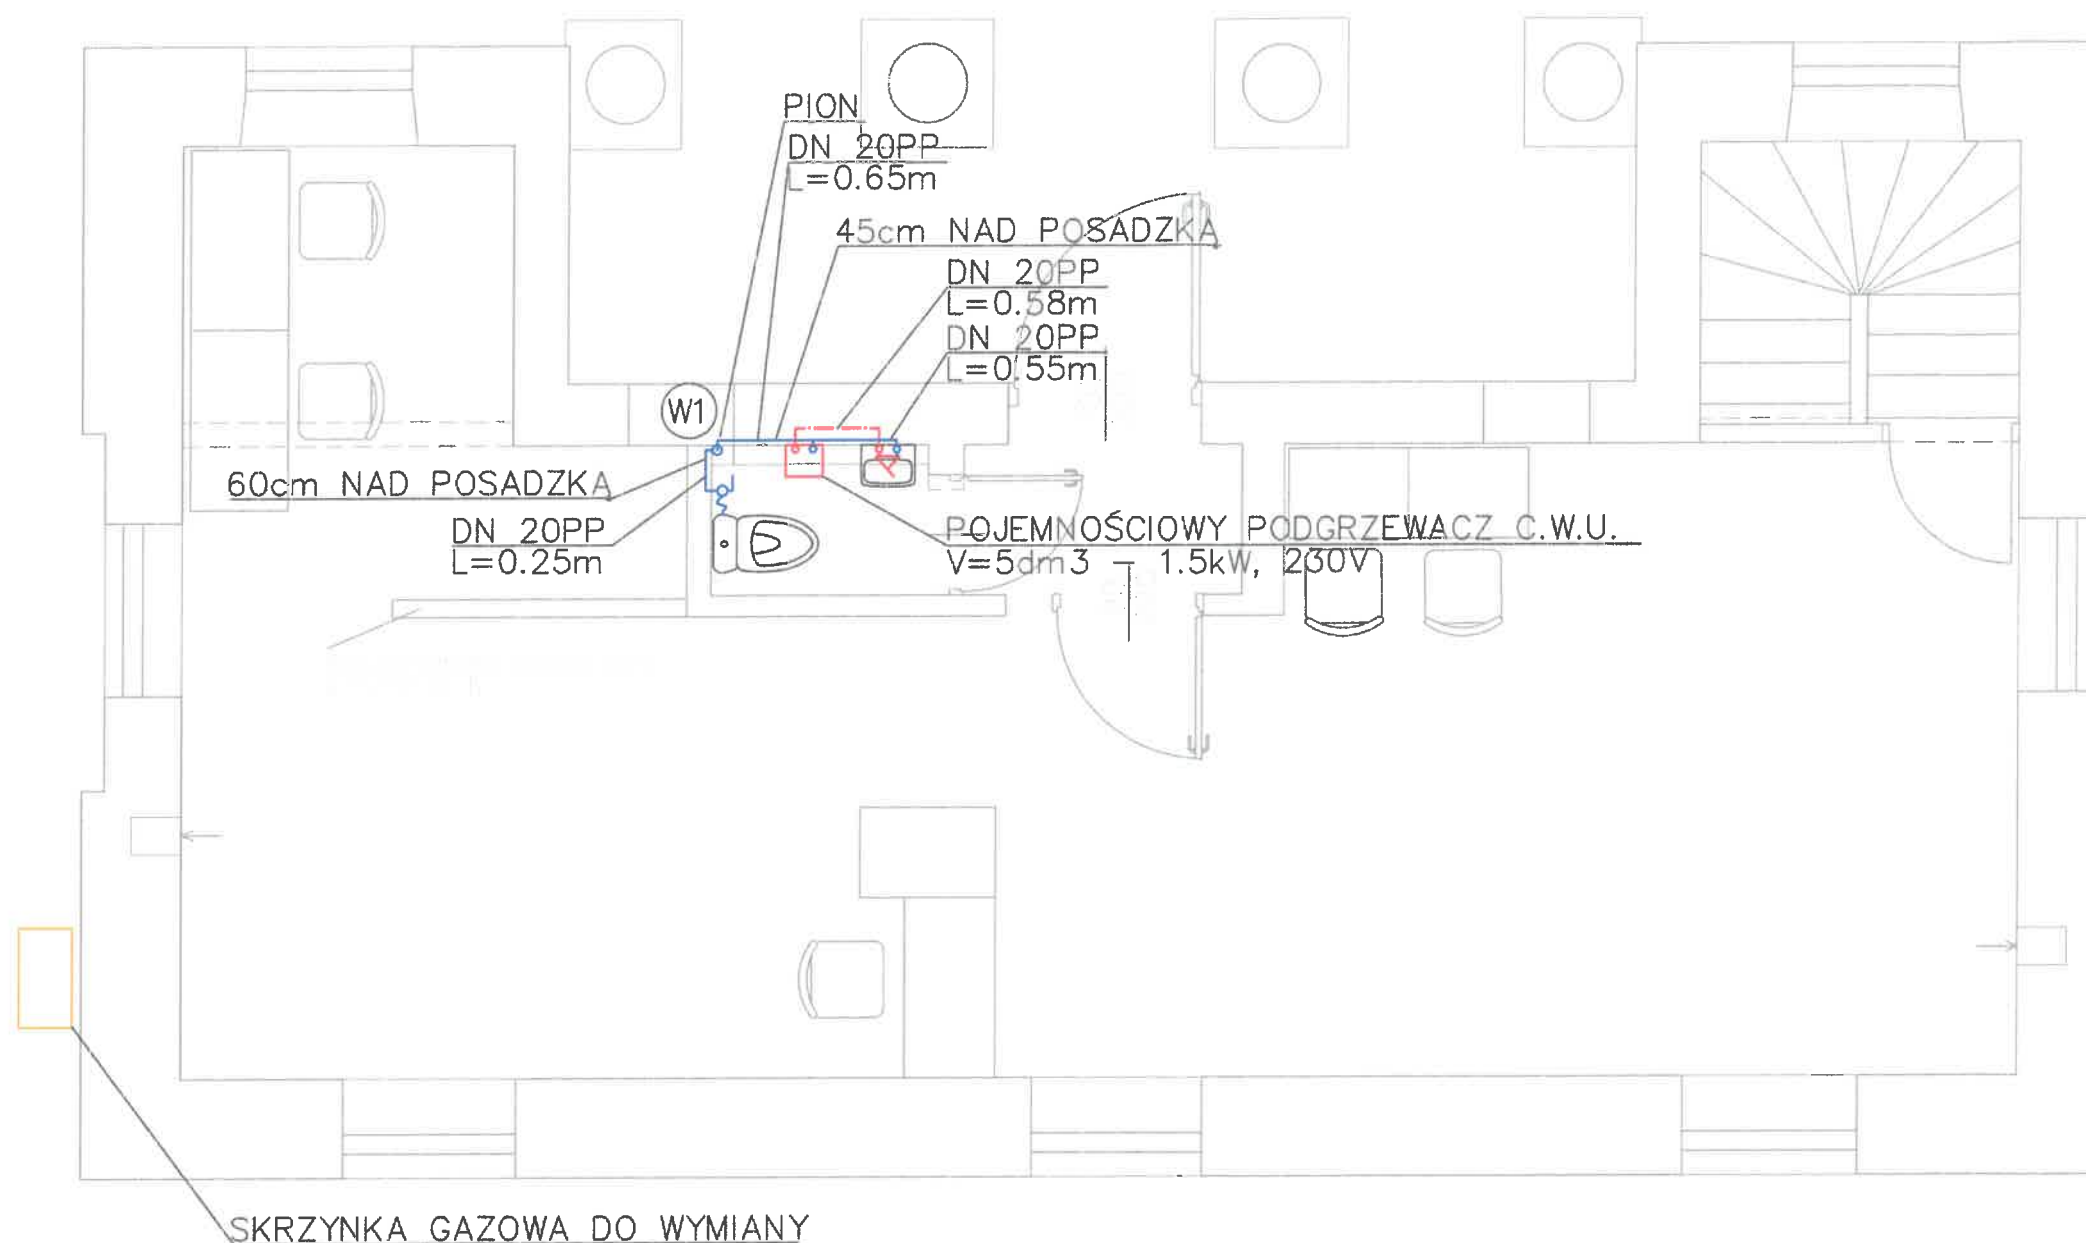 PION
DN 20PP
L=0.65m
45cm NAD POSADZKA
DN 20PP
L=0.58m
DN 20PP
L=0.55m
W1
60cm NAD POSADZKA
DN 20PP
L=0.25m
POJEMNOŚCIOWY PODGRZEWACZ C.W.U.
V=5dm3 – 1.5kW, 230V
SKRZYNKA GAZOWA DO WYMIANY